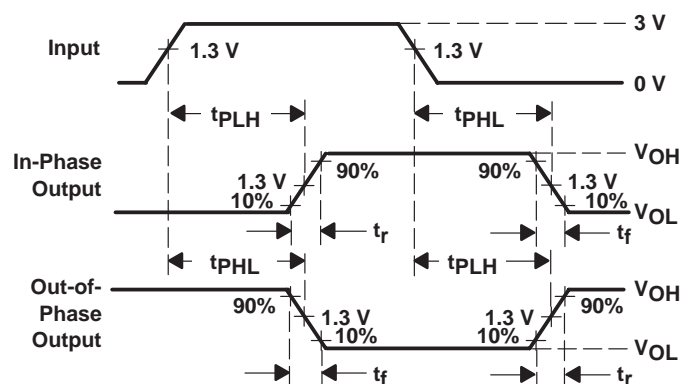 3 V
Input
1.3 V
1.3 V
0 V
tPLH
tPHL
In-Phase
Output
VOH
90%
90%
1.3 V
1.3 V
10%
10%
VOL
tr
tf
tPHL
tPLH
Out-of-
Phase
Output
VOH
90%
90%
1.3 V
1.3 V
10%
10%
VOL
tf
tr